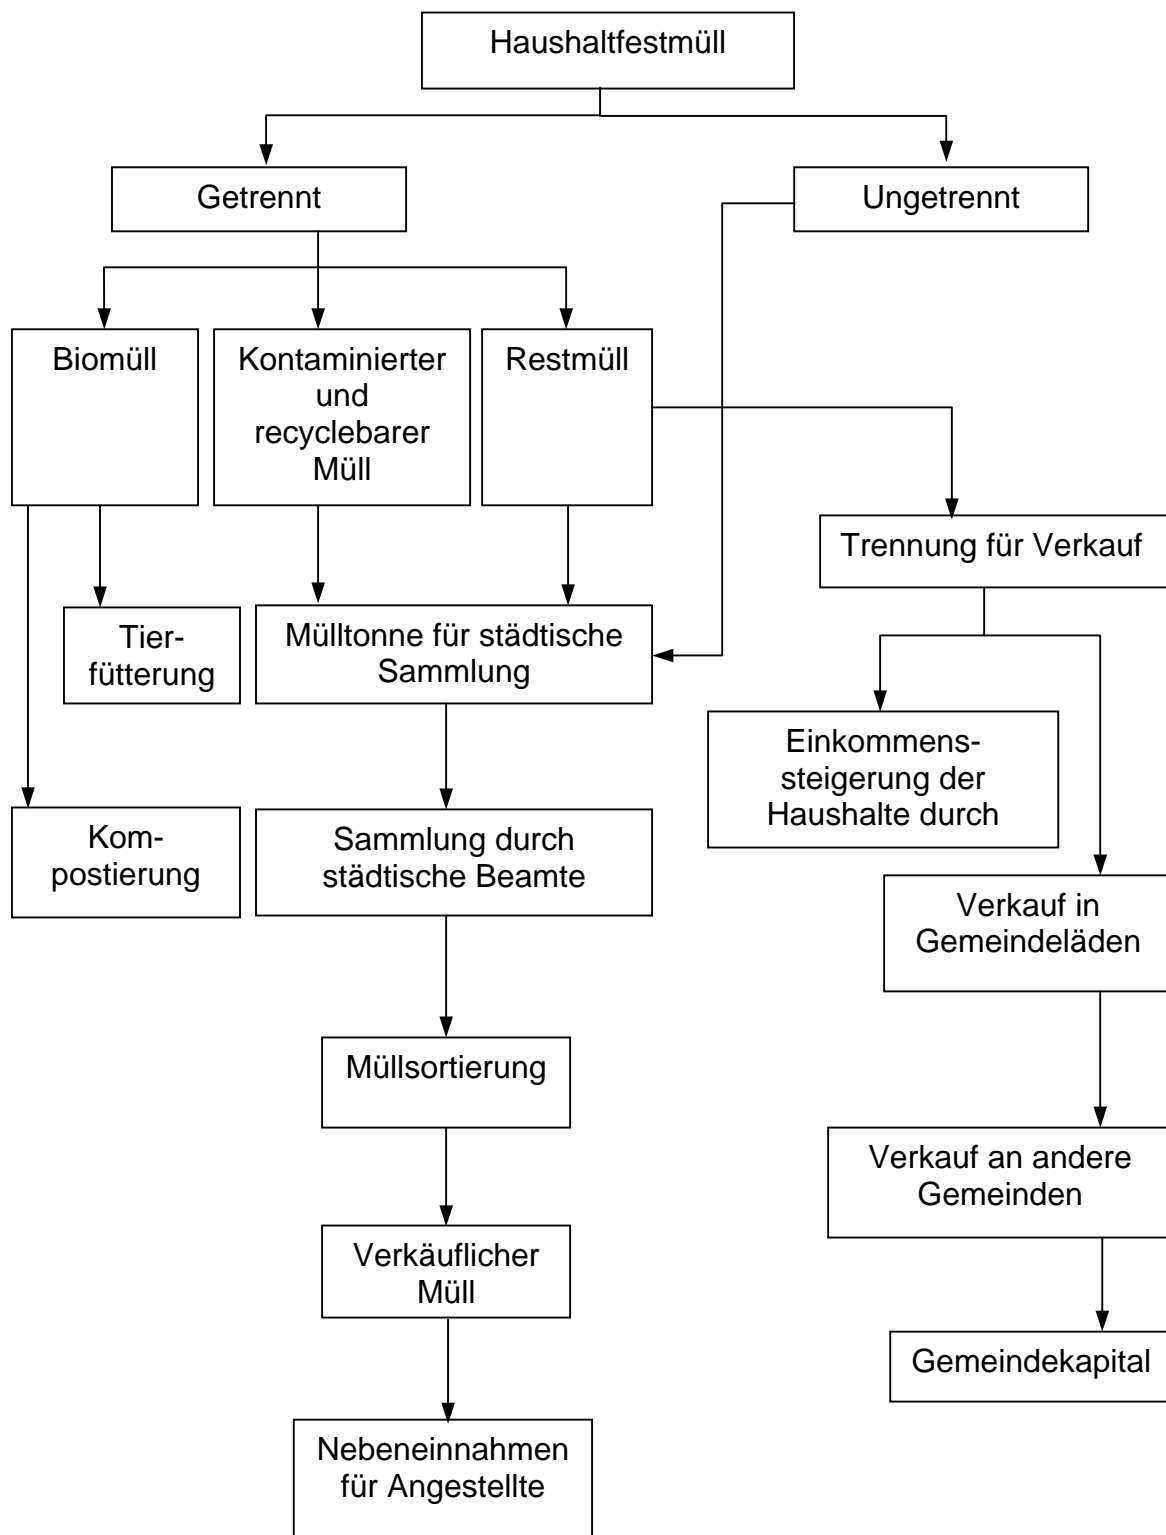 Haushaltfestmüll
Getrennt
Ungetrennt
Biomüll
Kontaminierter
und
recyclebarer
Müll
Restmüll
Trennung für Verkauf
Tier-
fütterung
Mülltonne für städtische
Sammlung
Einkommens-
steigerung der
Haushalte durch
Kom-
postierung
Sammlung durch
städtische Beamte
Verkauf in
Gemeindeläden
Müllsortierung
Verkauf an andere
Gemeinden
Verkäuflicher
Müll
Gemeindekapital
Nebeneinnahmen
für Angestellte